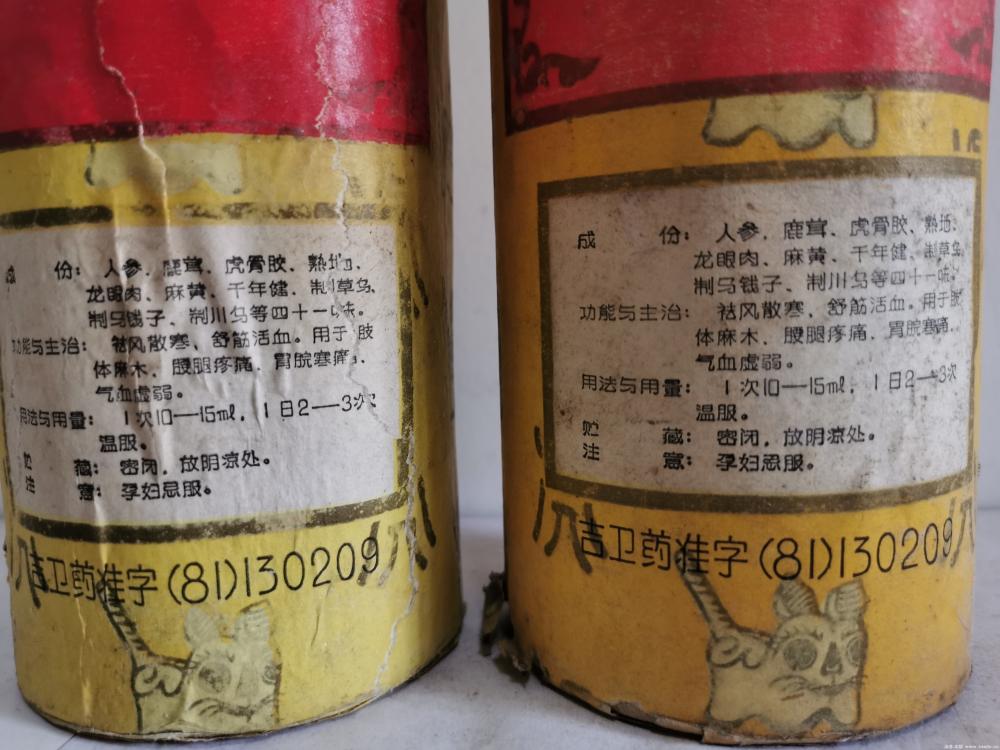 成 份：人参、鹿茸、虎骨胶、熟地、
龙眼肉、麻黄、千年健、制草乌、
制马钱子、制川乌等四十一味。
功能与主治：祛风散寒、舒筋活血。用于肢
体麻木、腰腿疼痛、胃脘寒痛、
气血虚弱。
用法与用量：1次10—15ml，1日2—3次
温服。
贮 藏：密闭，放阴凉处。
注 意：孕妇忌服。
吉卫药准字(81)130209
成 份：人参、鹿茸、虎骨胶、熟地、
龙眼肉、麻黄、千年健、制草乌、
制马钱子、制川乌等四十一味。
功能与主治：祛风散寒、舒筋活血。用于肢
体麻木、腰腿疼痛、胃脘寒痛、
气血虚弱。
用法与用量：1次10—15ml，1日2—3次
温服。
贮 藏：密闭，放阴凉处。
注 意：孕妇忌服。
吉卫药准字(81)130209